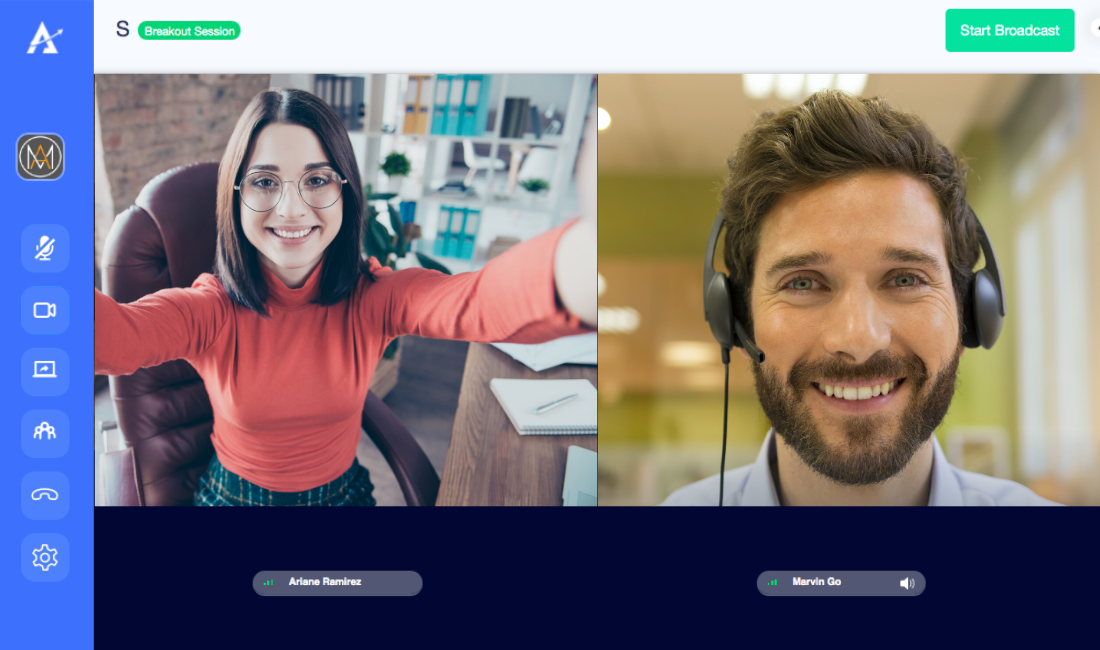 S
Breakout Session
Start Broadcast
Ariane Ramirez
Marvin Go